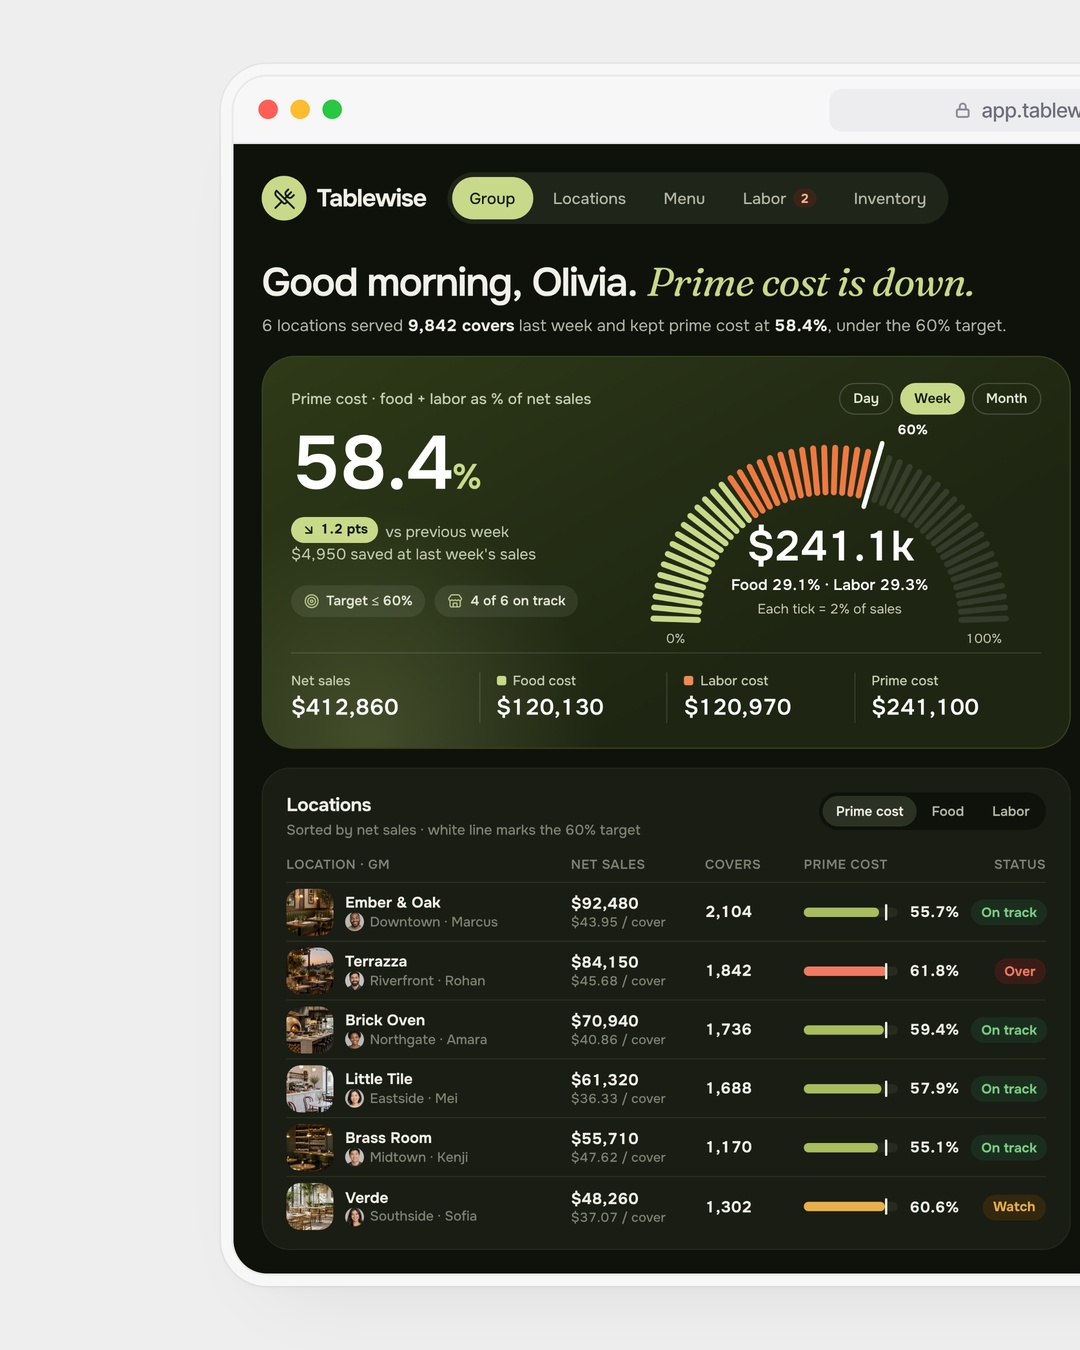 app.tablew
Tablewise
Group
Locations
Menu
Labor 2
Inventory
Good morning, Olivia. Prime cost is down.
6 locations served 9,842 covers last week and kept prime cost at 58.4%, under the 60% target.
Prime cost · food + labor as % of net sales
Day
Week
Month
58.4%
1.2 pts vs previous week
$4,950 saved at last week's sales
Target ≤ 60%
4 of 6 on track
60%
$241.1k
Food 29.1% · Labor 29.3%
Each tick = 2% of sales
0%
100%
Net sales
$412,860
Food cost
$120,130
Labor cost
$120,970
Prime cost
$241,100
Locations
Sorted by net sales · white line marks the 60% target
Prime cost
Food
Labor
LOCATION · GM
NET SALES
COVERS
PRIME COST
STATUS
Ember & Oak
Downtown · Marcus
$92,480
$43.95 / cover
2,104
55.7%
On track
Terrazza
Riverfront · Rohan
$84,150
$45.68 / cover
1,842
61.8%
Over
Brick Oven
Northgate · Amara
$70,940
$40.86 / cover
1,736
59.4%
On track
Little Tile
Eastside · Mei
$61,320
$36.33 / cover
1,688
57.9%
On track
Brass Room
Midtown · Kenji
$55,710
$47.62 / cover
1,170
55.1%
On track
Verde
Southside · Sofia
$48,260
$37.07 / cover
1,302
60.6%
Watch